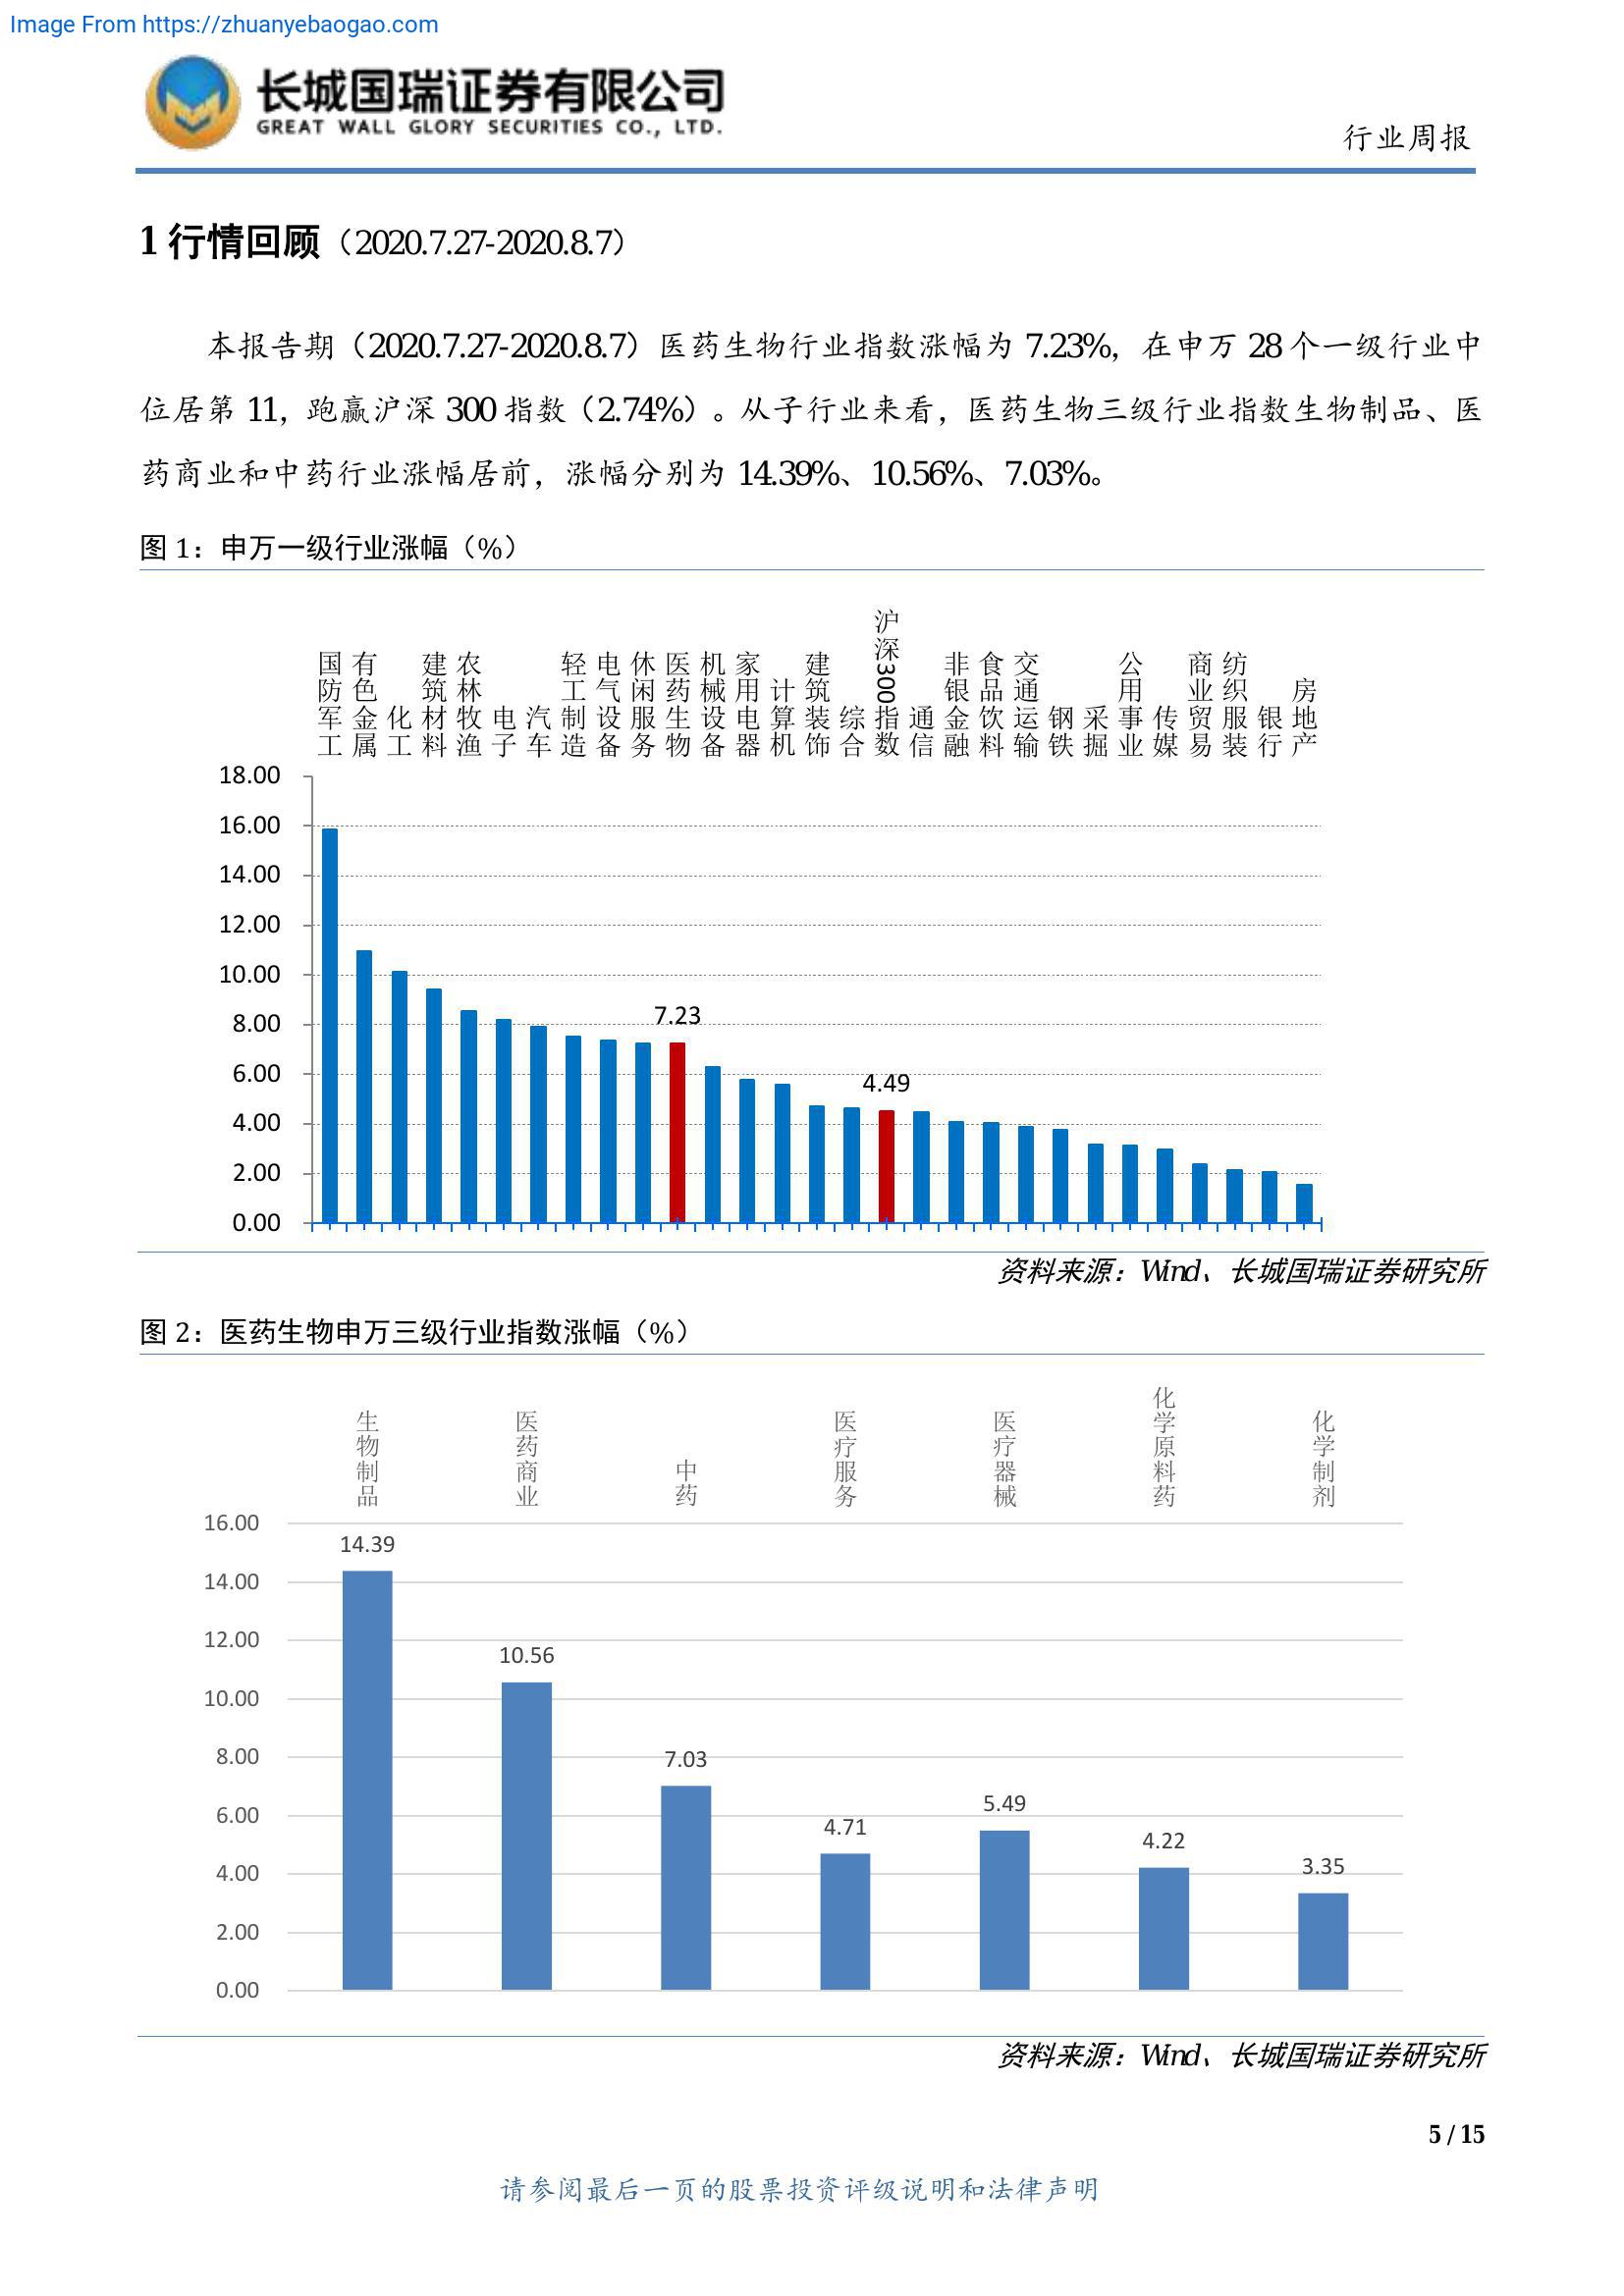 Image From https://zhuanyebaogao.com
长城国瑞证券有限公司
GREAT WALL GLORY SECURITIES CO., LTD.
行业周报
1 行情回顾（2020.7.27-2020.8.7）
本报告期（2020.7.27-2020.8.7）医药生物行业指数涨幅为 7.23%，在申万 28 个一级行业中
位居第 11，跑赢沪深 300 指数（2.74%）。从子行业来看，医药生物三级行业指数生物制品、医
药商业和中药行业涨幅居前，涨幅分别为 14.39%、10.56%、7.03%。
图 1：申万一级行业涨幅（%）
国防军工
有色金属
化工
建筑材料
农林牧渔
电子
汽车
轻工制造
电气设备
休闲服务
医药生物
机械设备
家用电器
计算机
建筑装饰
综合
沪深300指数
通信
非银金融
食品饮料
交通运输
钢铁
采掘
公用事业
传媒
商业贸易
纺织服装
银行
房地产
18.00
16.00
14.00
12.00
10.00
8.00
6.00
4.00
2.00
0.00
7.23
4.49
资料来源：Wind、长城国瑞证券研究所
图 2：医药生物申万三级行业指数涨幅（%）
生物制品
医药商业
中药
医疗服务
医疗器械
化学原料药
化学制剂
16.00
14.00
12.00
10.00
8.00
6.00
4.00
2.00
0.00
14.39
10.56
7.03
4.71
5.49
4.22
3.35
资料来源：Wind、长城国瑞证券研究所
5 / 15
请参阅最后一页的股票投资评级说明和法律声明